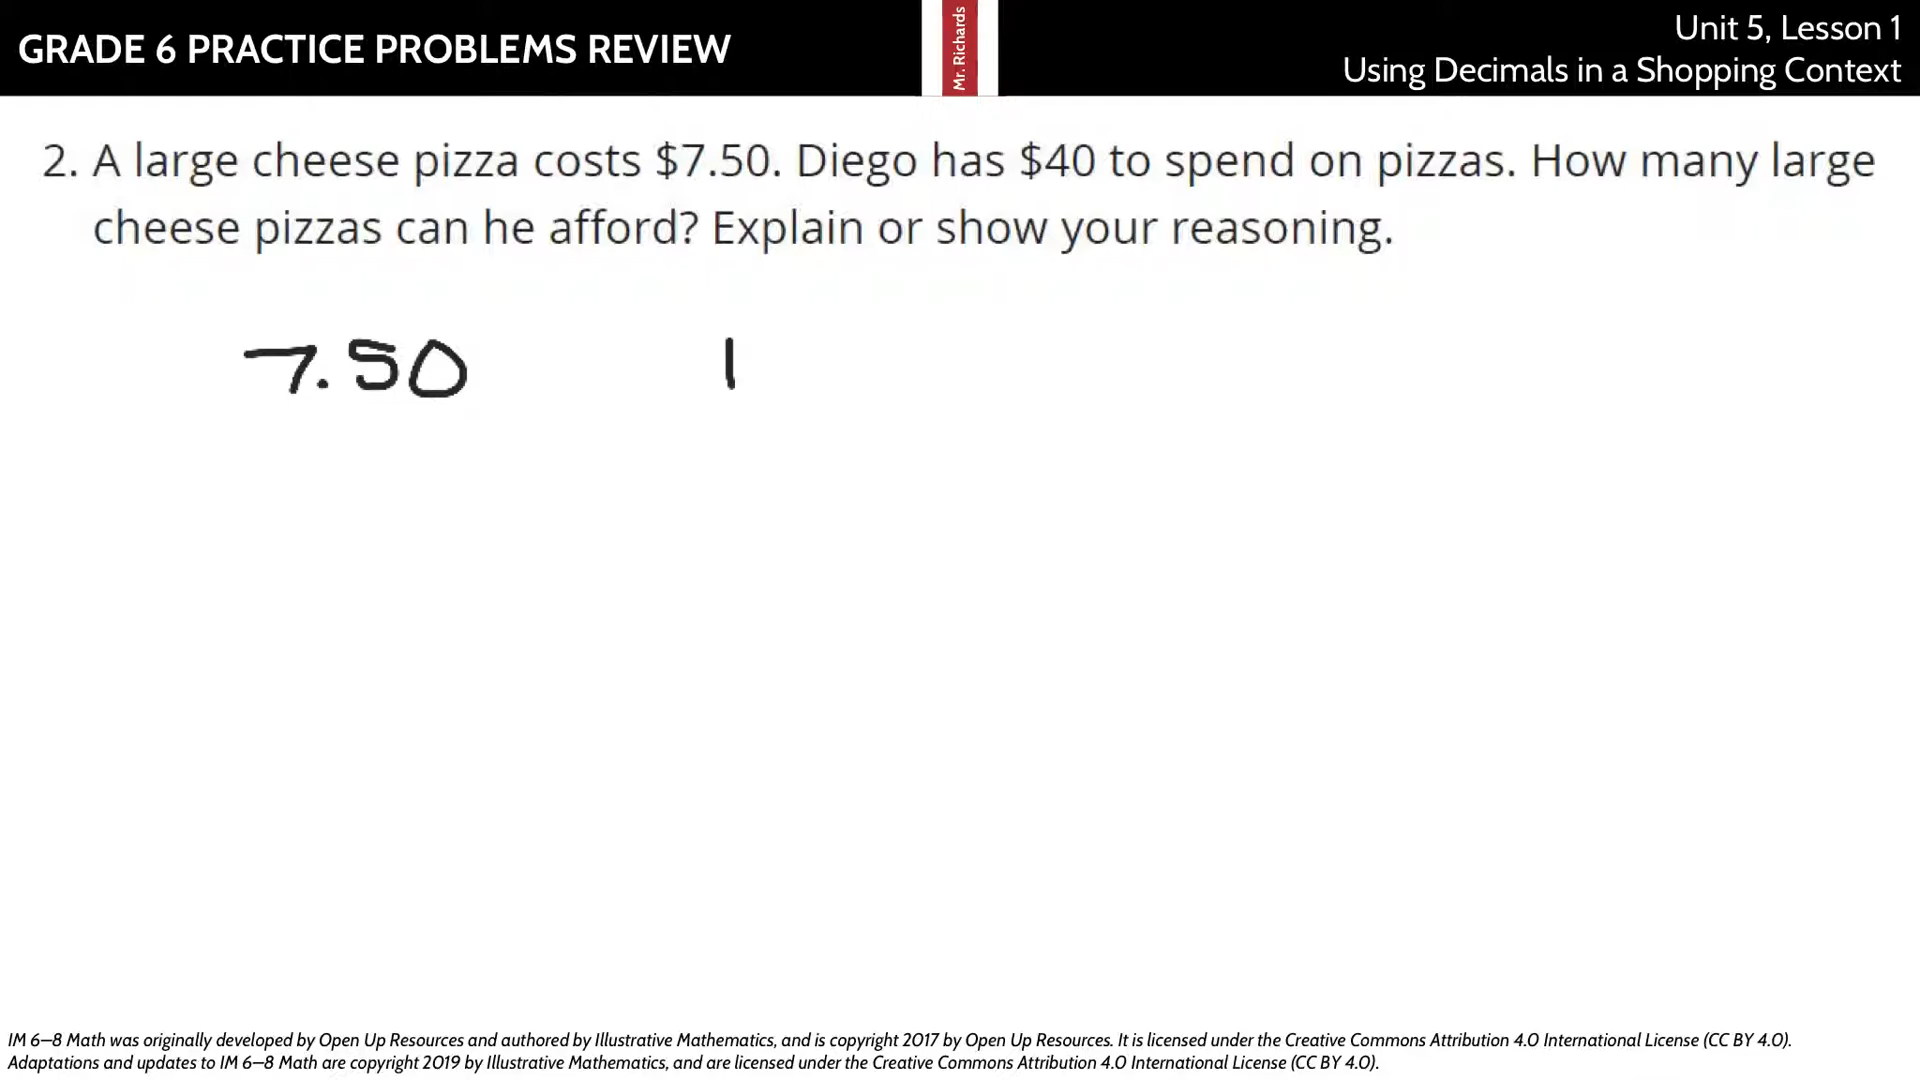 GRADE 6 PRACTICE PROBLEMS REVIEW
Mr. Richards
Unit 5, Lesson 1
Using Decimals in a Shopping Context
2. A large cheese pizza costs $7.50. Diego has $40 to spend on pizzas. How many large
cheese pizzas can he afford? Explain or show your reasoning.
7.50 1
IM 6–8 Math was originally developed by Open Up Resources and authored by Illustrative Mathematics, and is copyright 2017 by Open Up Resources. It is licensed under the Creative Commons Attribution 4.0 International License (CC BY 4.0).
Adaptations and updates to IM 6–8 Math are copyright 2019 by Illustrative Mathematics, and are licensed under the Creative Commons Attribution 4.0 International License (CC BY 4.0).